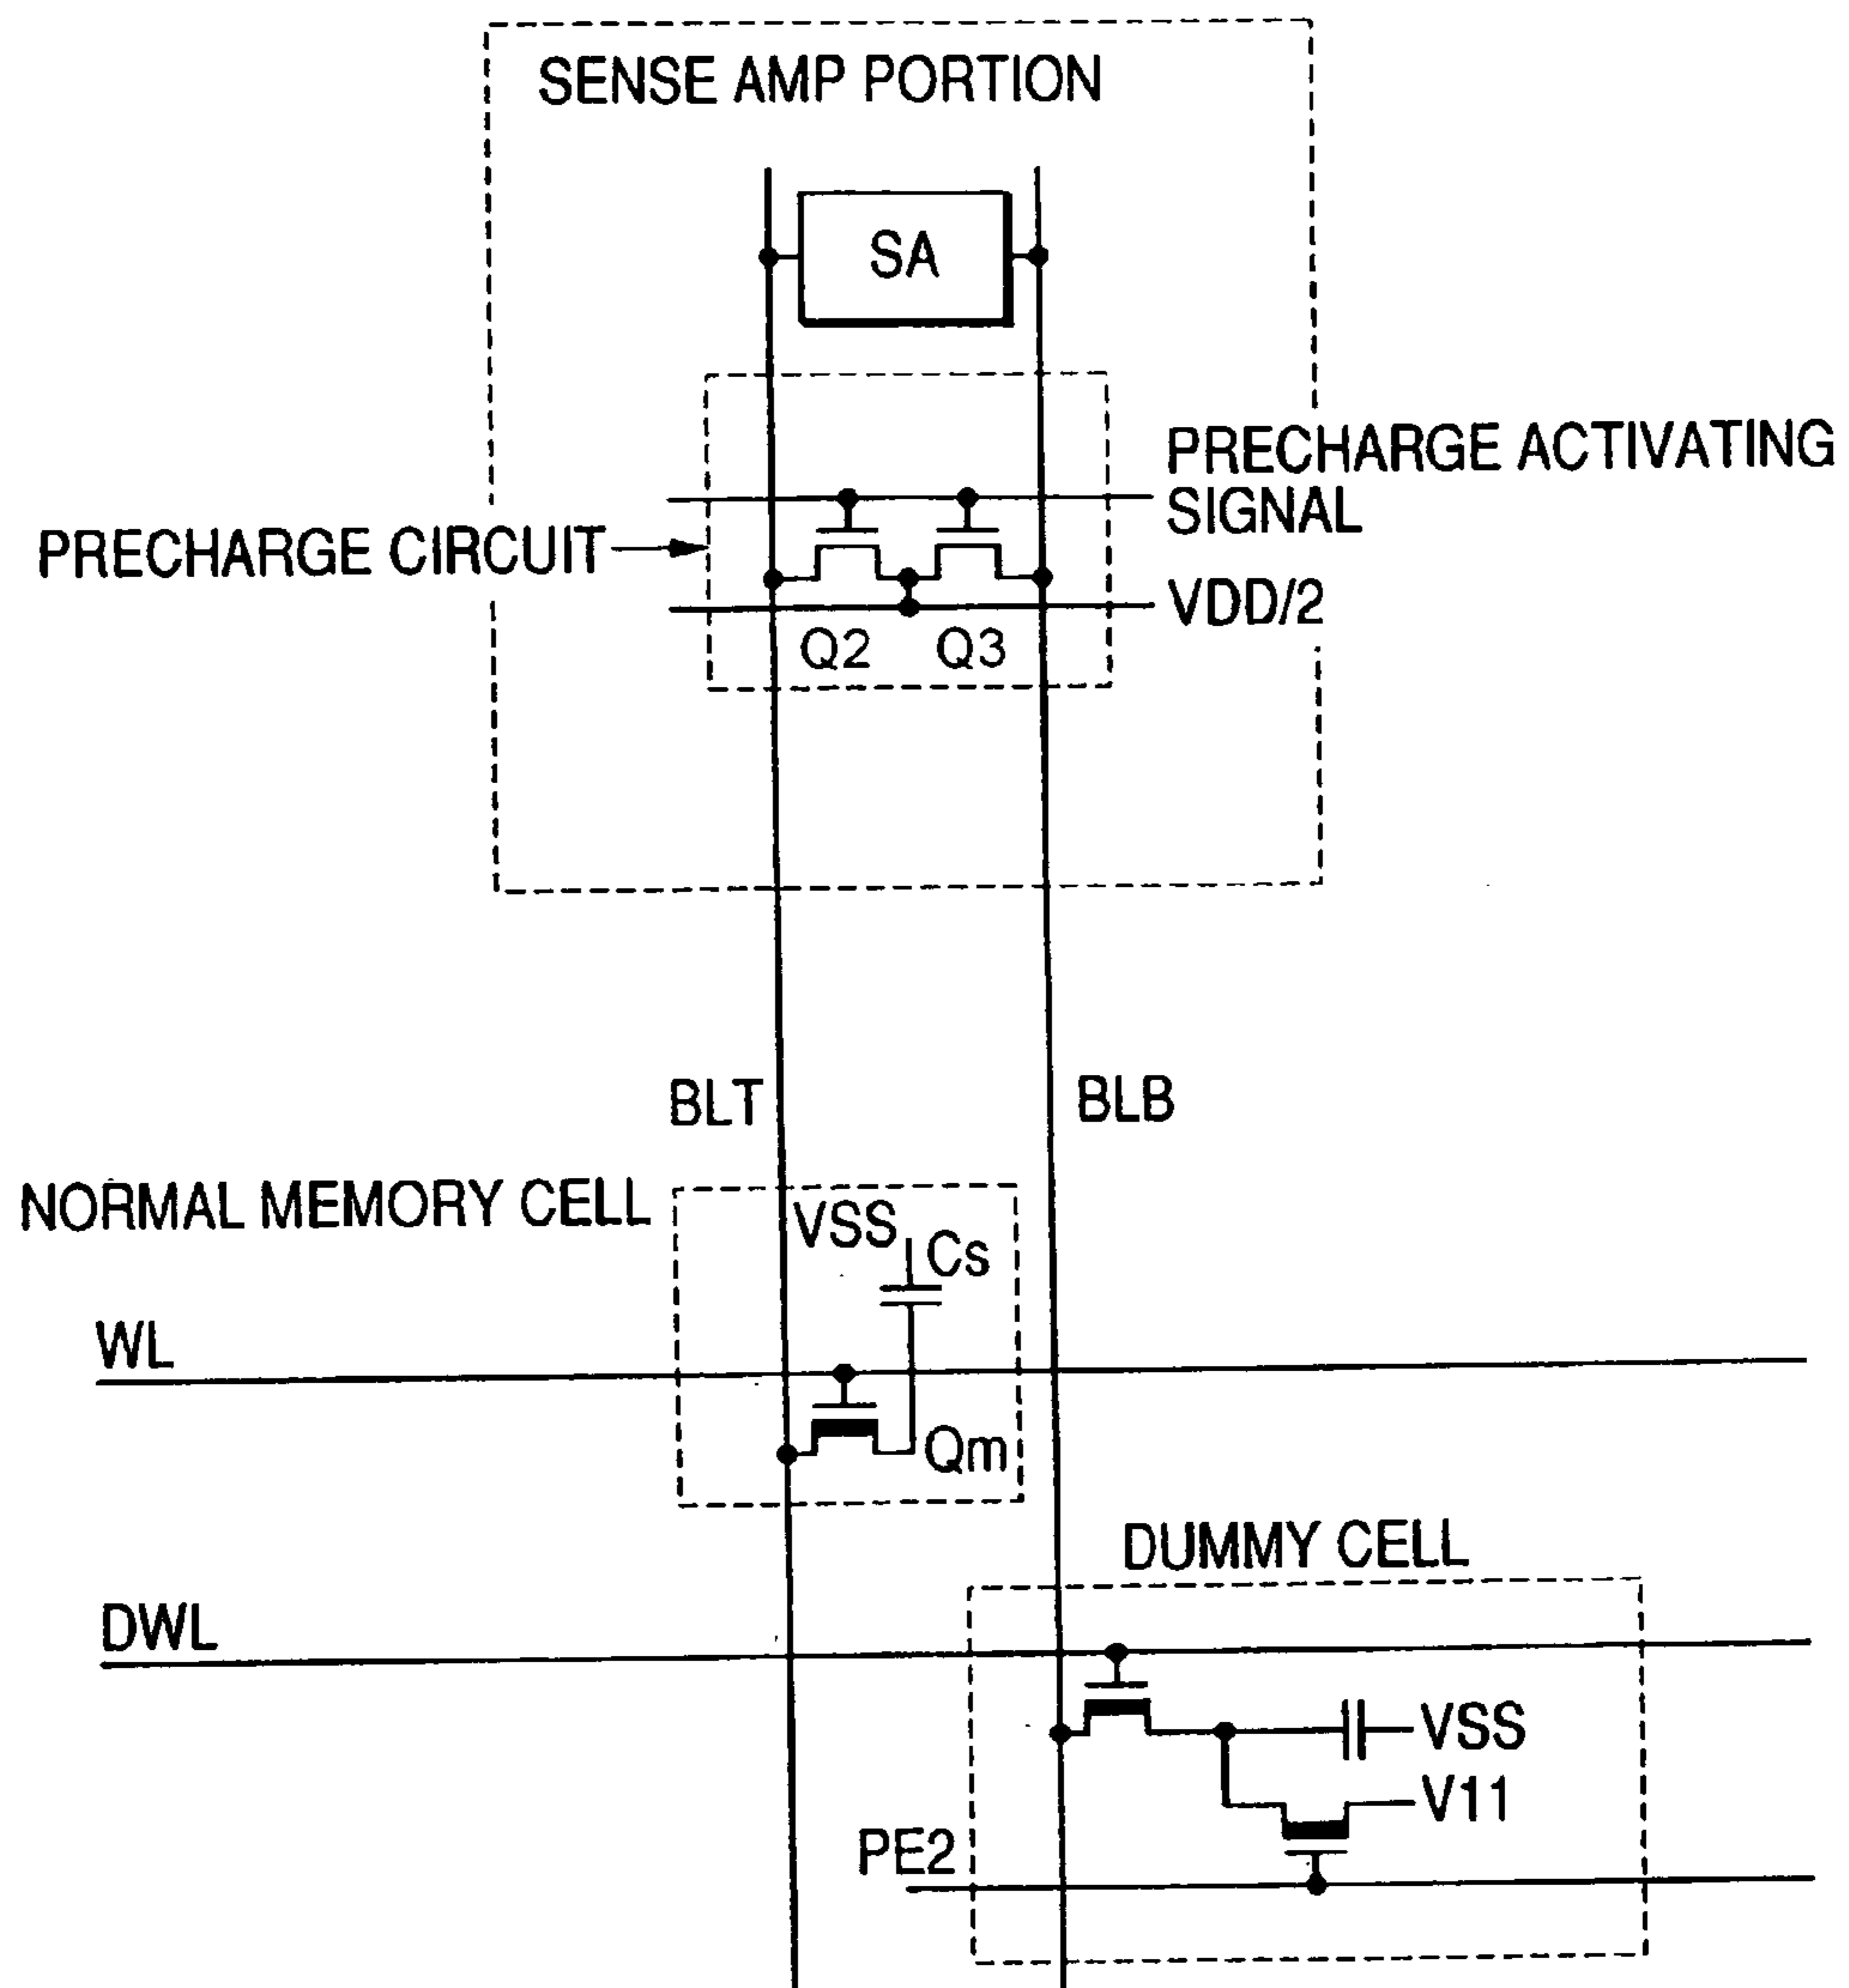 SENSE AMP PORTION
SA
PRECHARGE ACTIVATING
SIGNAL
PRECHARGE CIRCUIT
VDD/2
Q2
Q3
BLT
BLB
NORMAL MEMORY CELL
VSS
Cs
WL
Qm
DUMMY CELL
DWL
VSS
V11
PE2